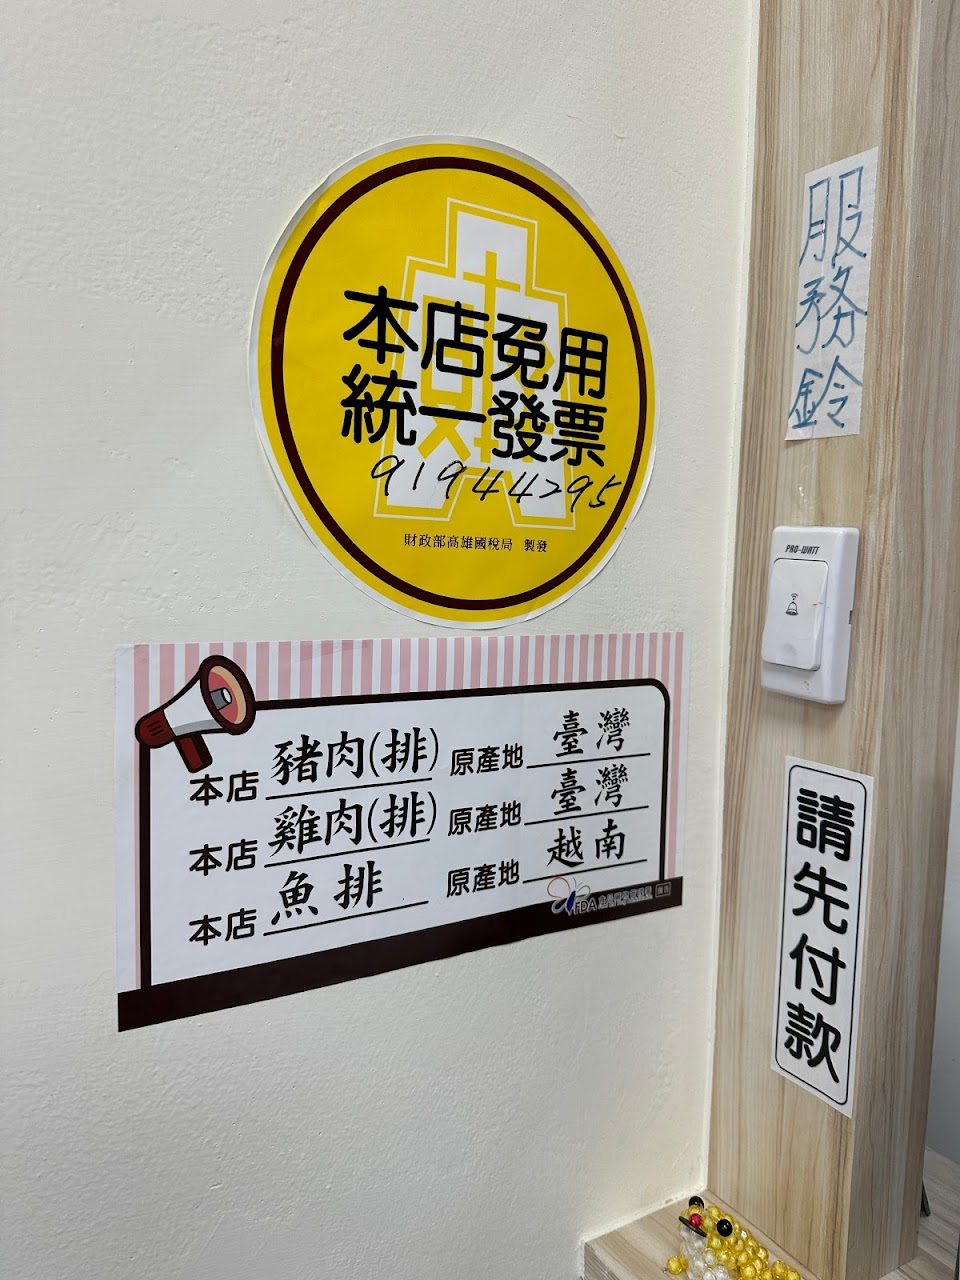 本店免用
統一發票
91944295
財政部高雄國稅局 製發
本店 豬肉(排) 原產地 臺灣
本店 雞肉(排) 原產地 臺灣
本店 魚排 原產地 越南
FDA
服務鈴
PRO-WATT
請先付款